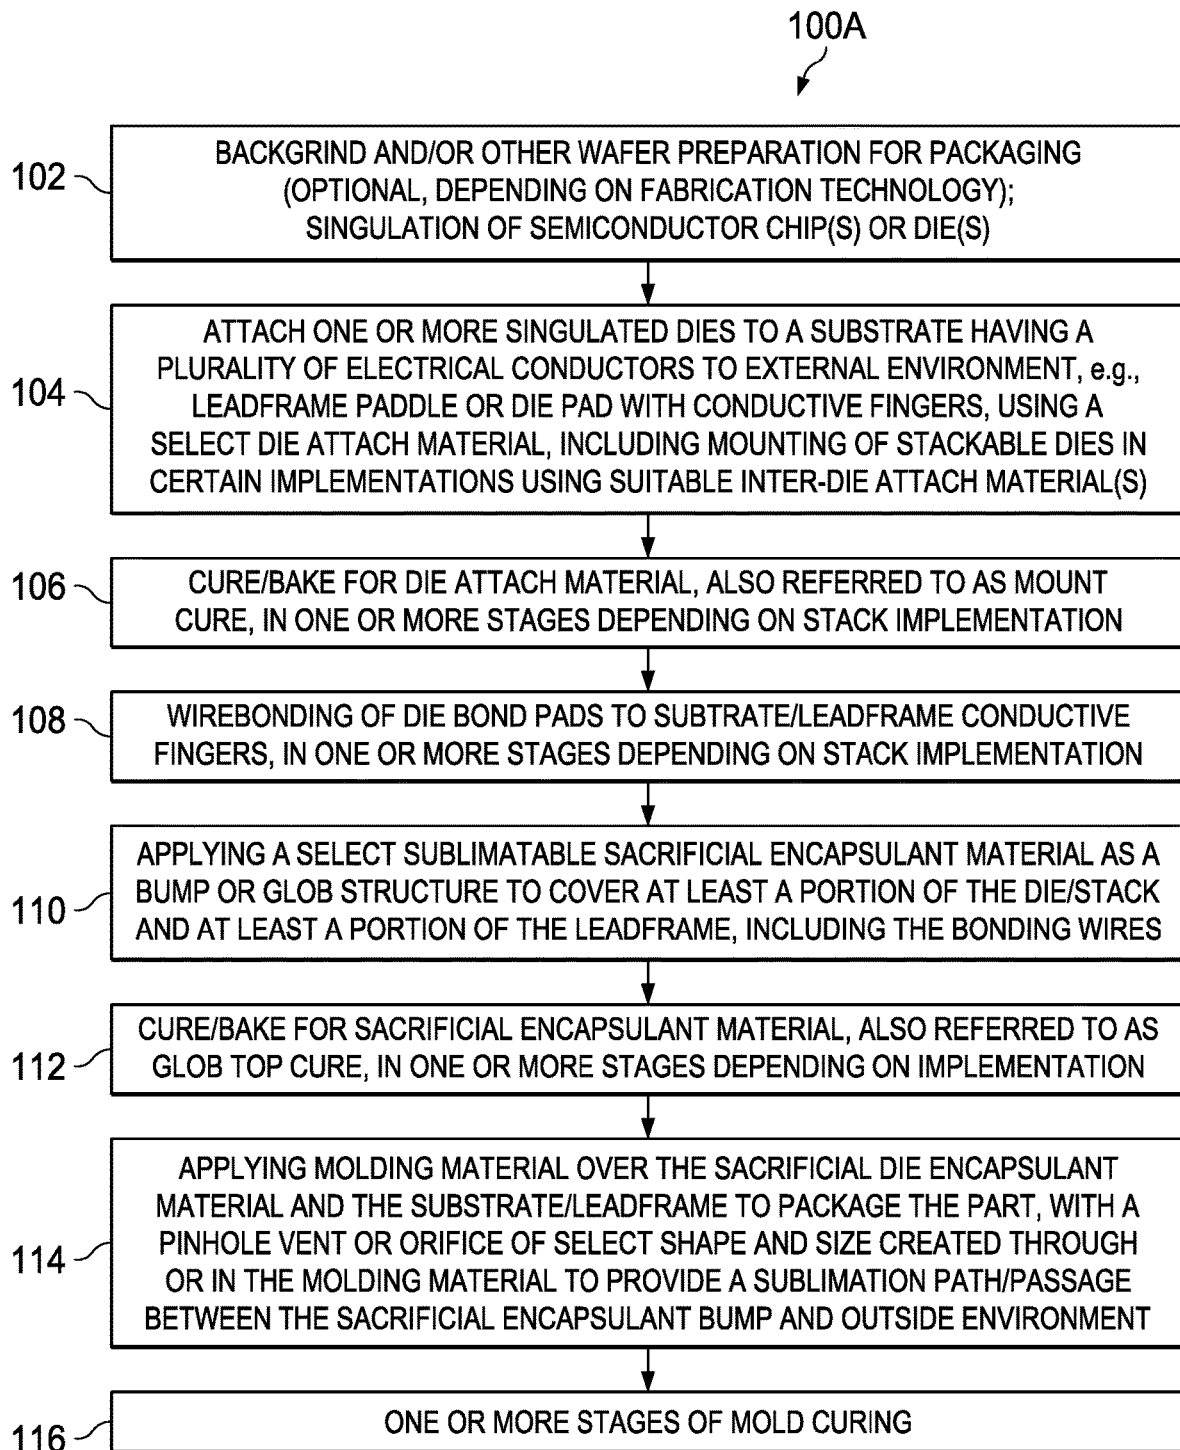 100A
102
BACKGRIND AND/OR OTHER WAFER PREPARATION FOR PACKAGING
(OPTIONAL, DEPENDING ON FABRICATION TECHNOLOGY);
SINGULATION OF SEMICONDUCTOR CHIP(S) OR DIE(S)
104
ATTACH ONE OR MORE SINGULATED DIES TO A SUBSTRATE HAVING A
PLURALITY OF ELECTRICAL CONDUCTORS TO EXTERNAL ENVIRONMENT, e.g.,
LEADFRAME PADDLE OR DIE PAD WITH CONDUCTIVE FINGERS, USING A
SELECT DIE ATTACH MATERIAL, INCLUDING MOUNTING OF STACKABLE DIES IN
CERTAIN IMPLEMENTATIONS USING SUITABLE INTER-DIE ATTACH MATERIAL(S)
106
CURE/BAKE FOR DIE ATTACH MATERIAL, ALSO REFERRED TO AS MOUNT
CURE, IN ONE OR MORE STAGES DEPENDING ON STACK IMPLEMENTATION
108
WIREBONDING OF DIE BOND PADS TO SUBTRATE/LEADFRAME CONDUCTIVE
FINGERS, IN ONE OR MORE STAGES DEPENDING ON STACK IMPLEMENTATION
110
APPLYING A SELECT SUBLIMATABLE SACRIFICIAL ENCAPSULANT MATERIAL AS A
BUMP OR GLOB STRUCTURE TO COVER AT LEAST A PORTION OF THE DIE/STACK
AND AT LEAST A PORTION OF THE LEADFRAME, INCLUDING THE BONDING WIRES
112
CURE/BAKE FOR SACRIFICIAL ENCAPSULANT MATERIAL, ALSO REFERRED TO AS
GLOB TOP CURE, IN ONE OR MORE STAGES DEPENDING ON IMPLEMENTATION
114
APPLYING MOLDING MATERIAL OVER THE SACRIFICIAL DIE ENCAPSULANT
MATERIAL AND THE SUBSTRATE/LEADFRAME TO PACKAGE THE PART, WITH A
PINHOLE VENT OR ORIFICE OF SELECT SHAPE AND SIZE CREATED THROUGH
OR IN THE MOLDING MATERIAL TO PROVIDE A SUBLIMATION PATH/PASSAGE
BETWEEN THE SACRIFICIAL ENCAPSULANT BUMP AND OUTSIDE ENVIRONMENT
116
ONE OR MORE STAGES OF MOLD CURING